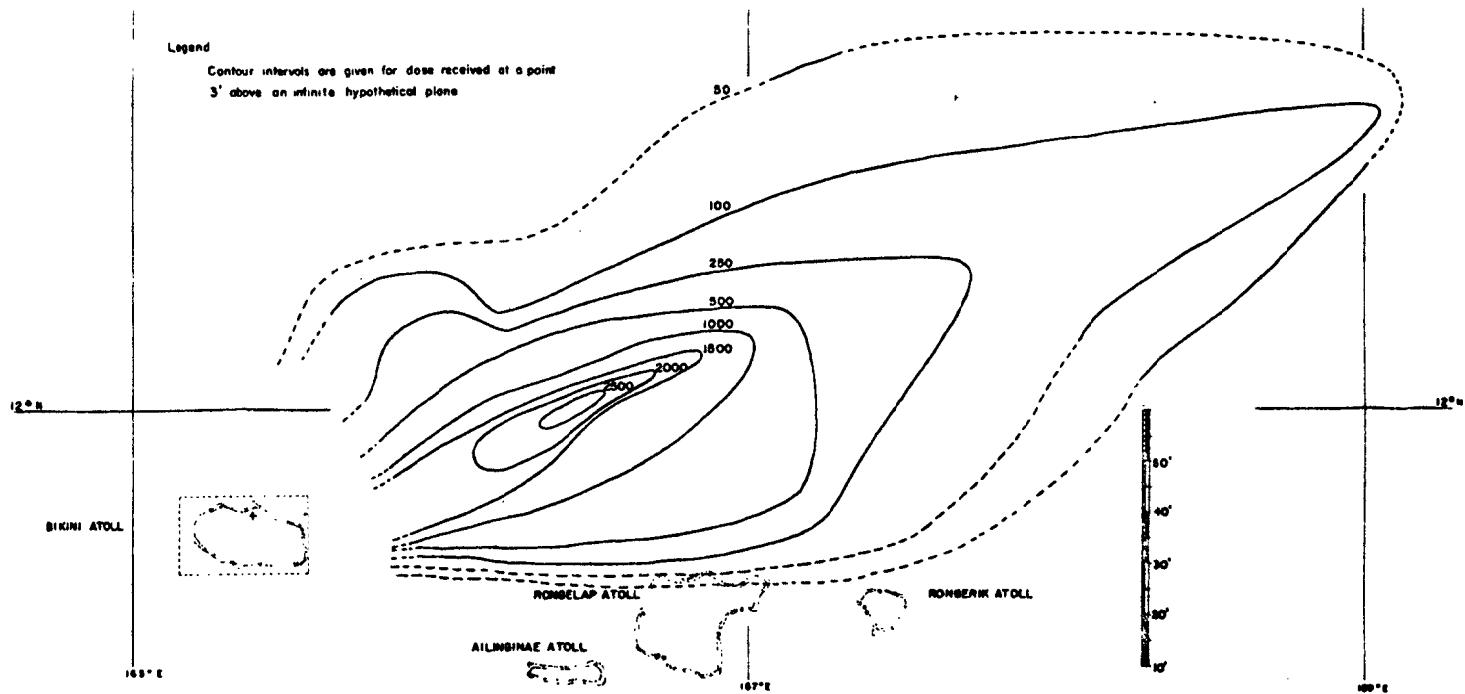 Legend
Contour intervals are given for dose received at a point
3' above an infinite hypothetical plane
50
100
250
500
1000
1500
2000
2500
12° N
12° N
50'
40'
30'
20'
10'
BIKINI ATOLL
RONGELAP ATOLL
RONGERIK ATOLL
AILINGINAE ATOLL
165° E
167° E
169° E